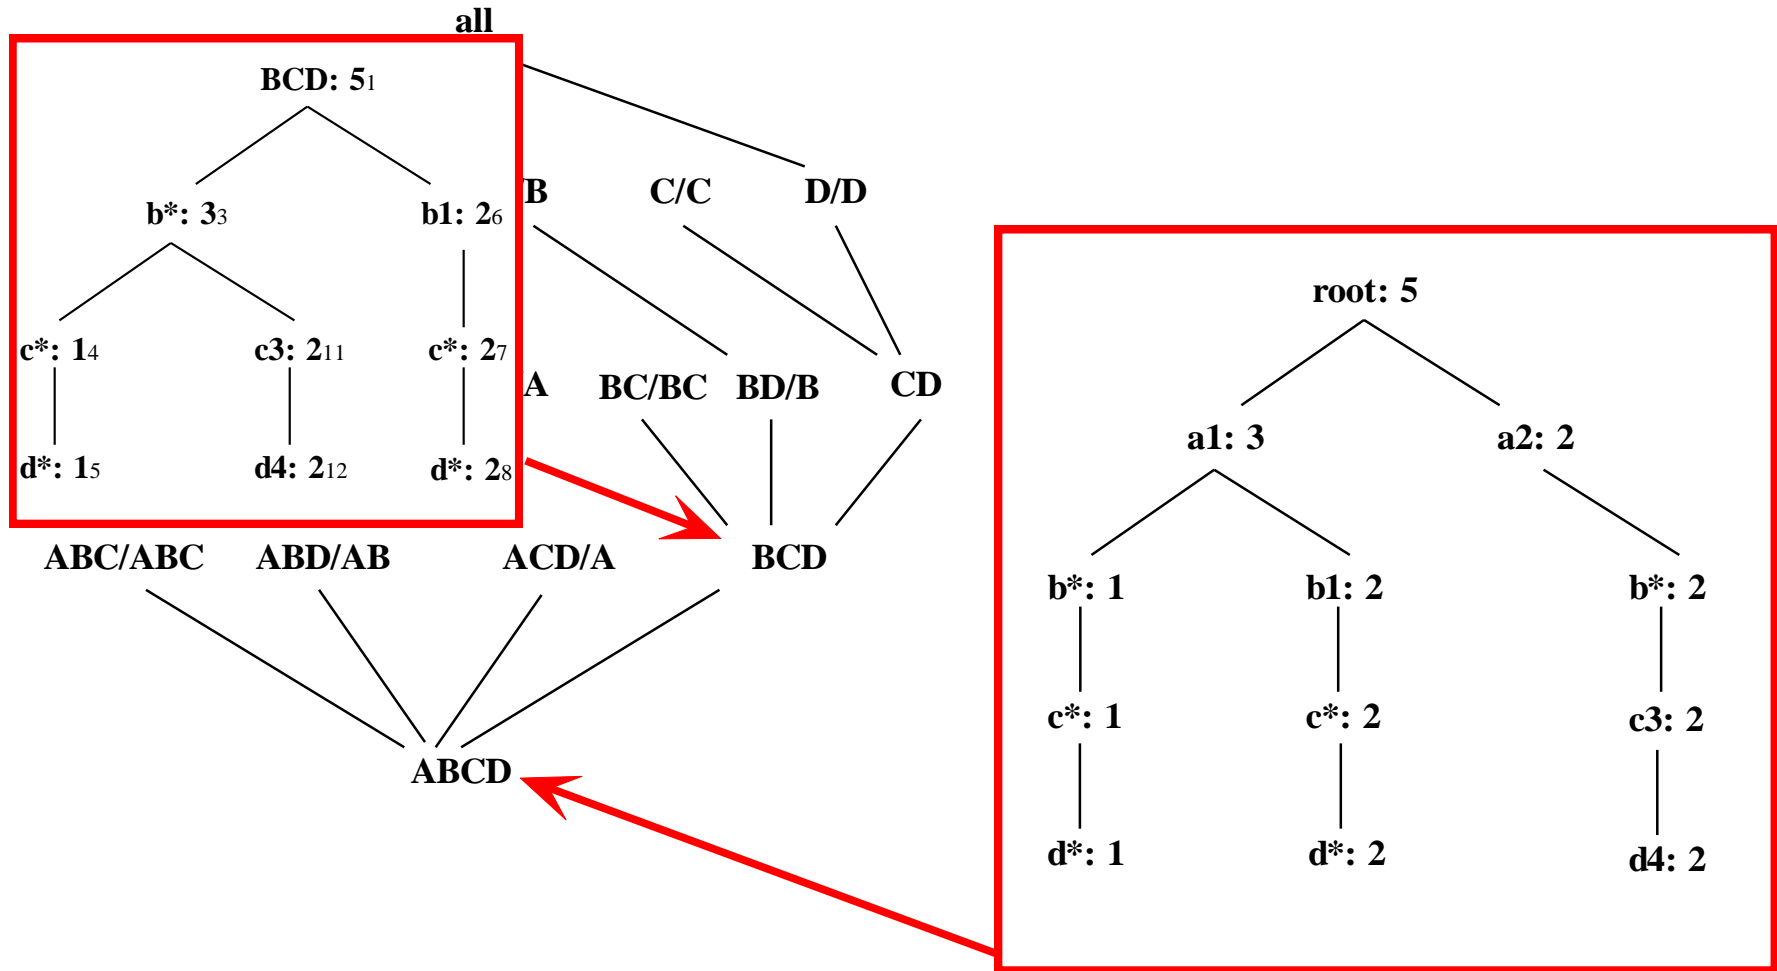 all
BCD: 51
b*: 33 b1: 26
c*: 14 c3: 211 c*: 27
d*: 15 d4: 212 d*: 28
/B C/C D/D
A BC/BC BD/B CD
ABC/ABC ABD/AB ACD/A BCD
ABCD
root: 5
a1: 3 a2: 2
b*: 1 b1: 2 b*: 2
c*: 1 c*: 2 c3: 2
d*: 1 d*: 2 d4: 2